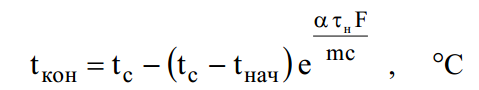 t_кон = t_с − (t_с − t_нач) e^(α τ_н F / mc) , °C